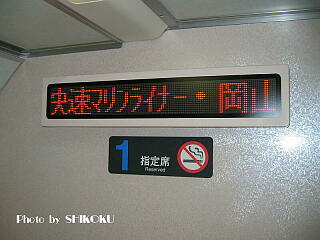 快速マリンライナー・ 岡山
1 指定席
Reserved
Photo by SHIKOKU